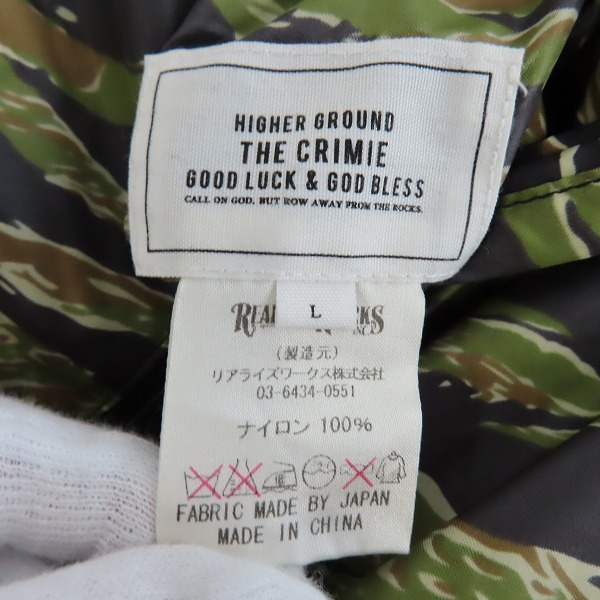 HIGHER GROUND
THE CRIMIE
GOOD LUCK & GOD BLESS
CALL ON GOD, BUT ROW AWAY FROM THE ROCKS.
L
(製造元)
リアライズワークス株式会社
03-6434-0551
ナイロン 100%
FABRIC MADE BY JAPAN
MADE IN CHINA